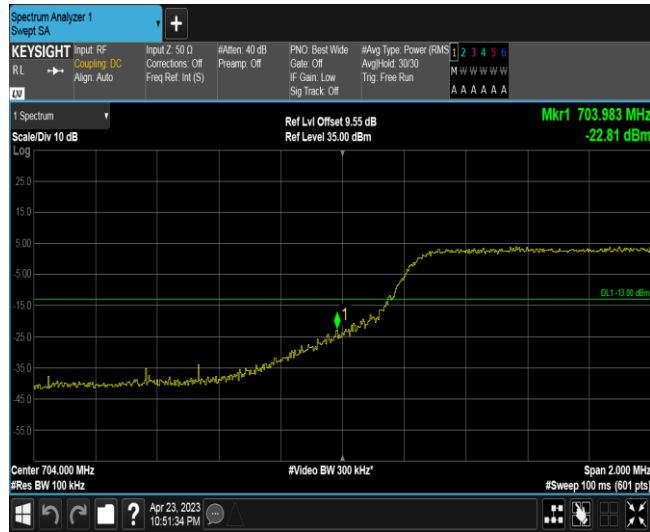 Spectrum Analyzer 1
Swept SA
+
KEYSIGHT Input: RF Input Z: 50 Ω #Atten: 40 dB PNO: Best Wide #Avg Type: Power (RMS 1 2 3 4 5 6
RL Coupling: DC Corrections: Off Preamp: Off Gate: Off Avg|Hold: 30/30 M W W W W W
Align: Auto Freq Ref: Int (S) IF Gain: Low Trig: Free Run
LXI Sig Track: Off A A A A A A
1 Spectrum Ref Lvl Offset 9.55 dB Mkr1 703.983 MHz
Scale/Div 10 dB Ref Level 35.00 dBm -22.81 dBm
Log
25.0
15.0
5.00
-5.00
DL1 -13.00 dBm
-15.0
1
-25.0
-35.0
-45.0
-55.0
Center 704.000 MHz #Video BW 300 kHz* Span 2.000 MHz
#Res BW 100 kHz #Sweep 100 ms (601 pts)
? Apr 23, 2023
10:51:34 PM